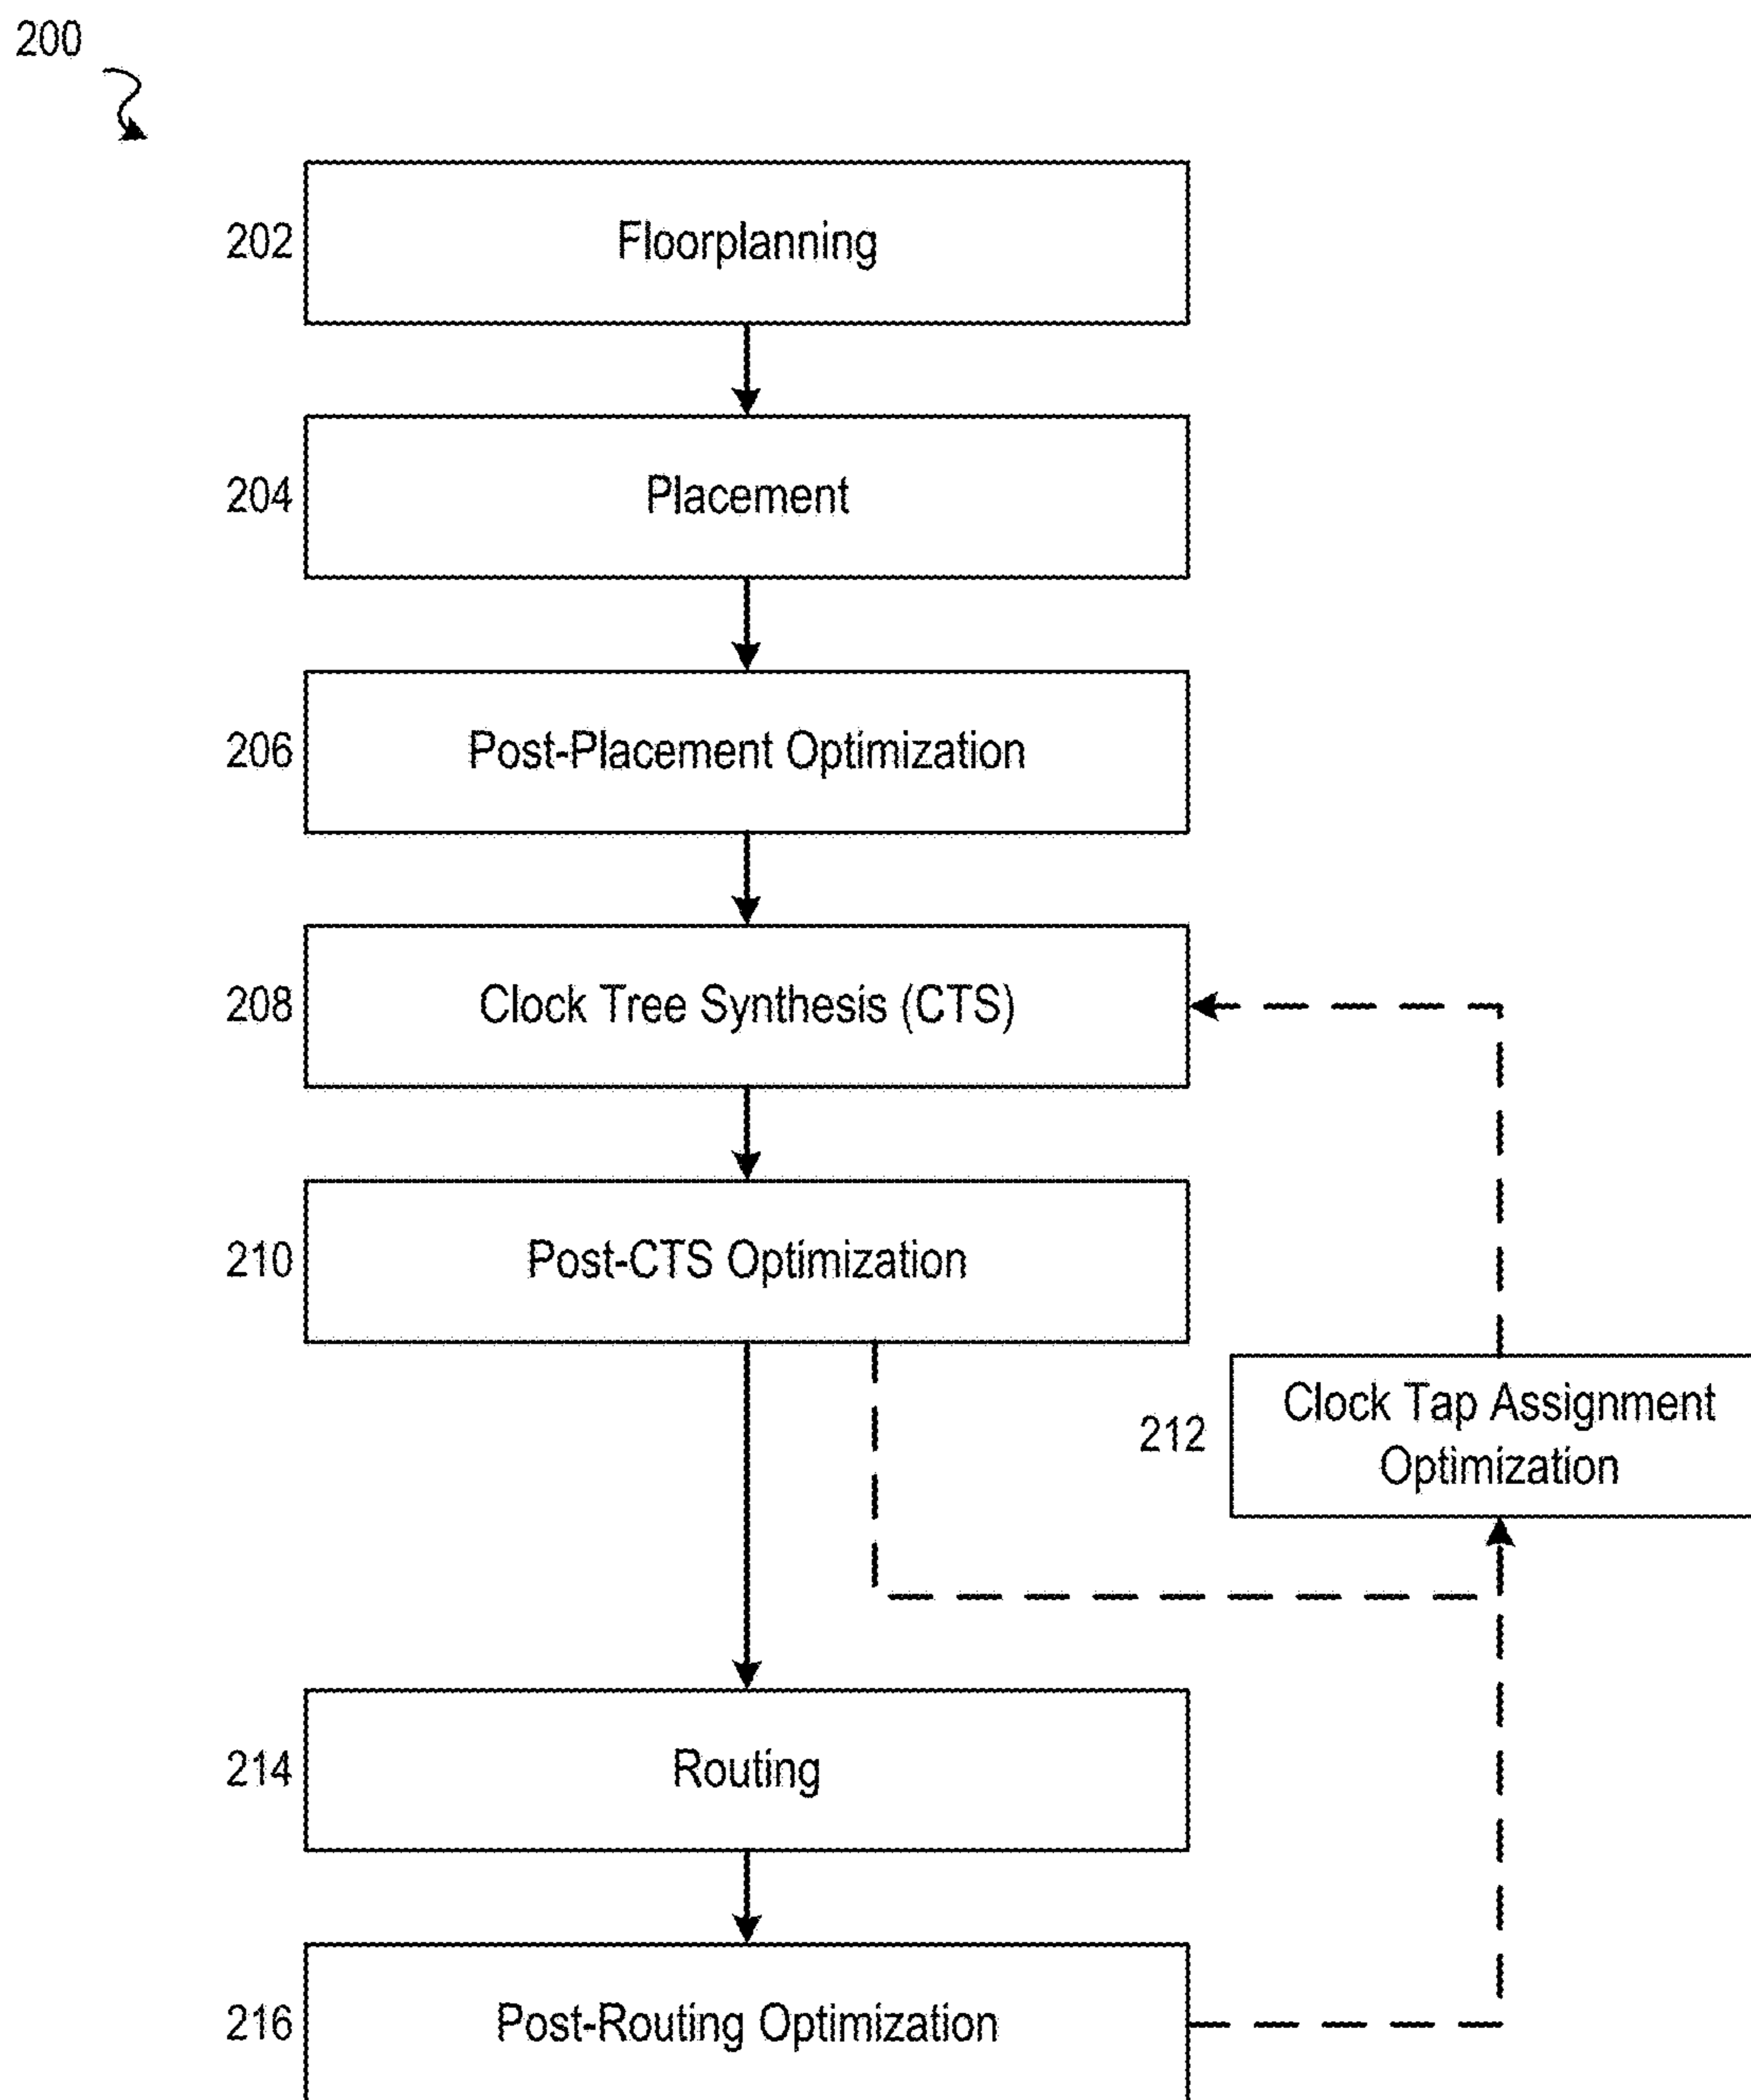 200
202
Floorplanning
204
Placement
206
Post-Placement Optimization
208
Clock Tree Synthesis (CTS)
210
Post-CTS Optimization
212
Clock Tap Assignment
Optimization
214
Routing
216
Post-Routing Optimization